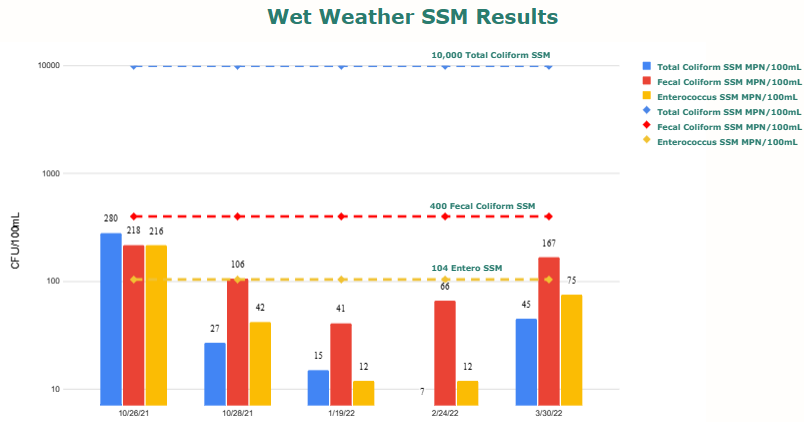 Wet Weather SSM Results
10,000 Total Coliform SSM
10000
Total Coliform SSM MPN/100mL
Fecal Coliform SSM MPN/100mL
Enterococcus SSM MPN/100mL
Total Coliform SSM MPN/100mL
Fecal Coliform SSM MPN/100mL
Enterococcus SSM MPN/100mL
1000
400 Fecal Coliform SSM
280 218 216
167
CFU/100mL
106
104 Entero SSM
100
66
75
42
45
27
41
15
12
12
7
10
10/26/21 10/28/21 1/19/22 2/24/22 3/30/22